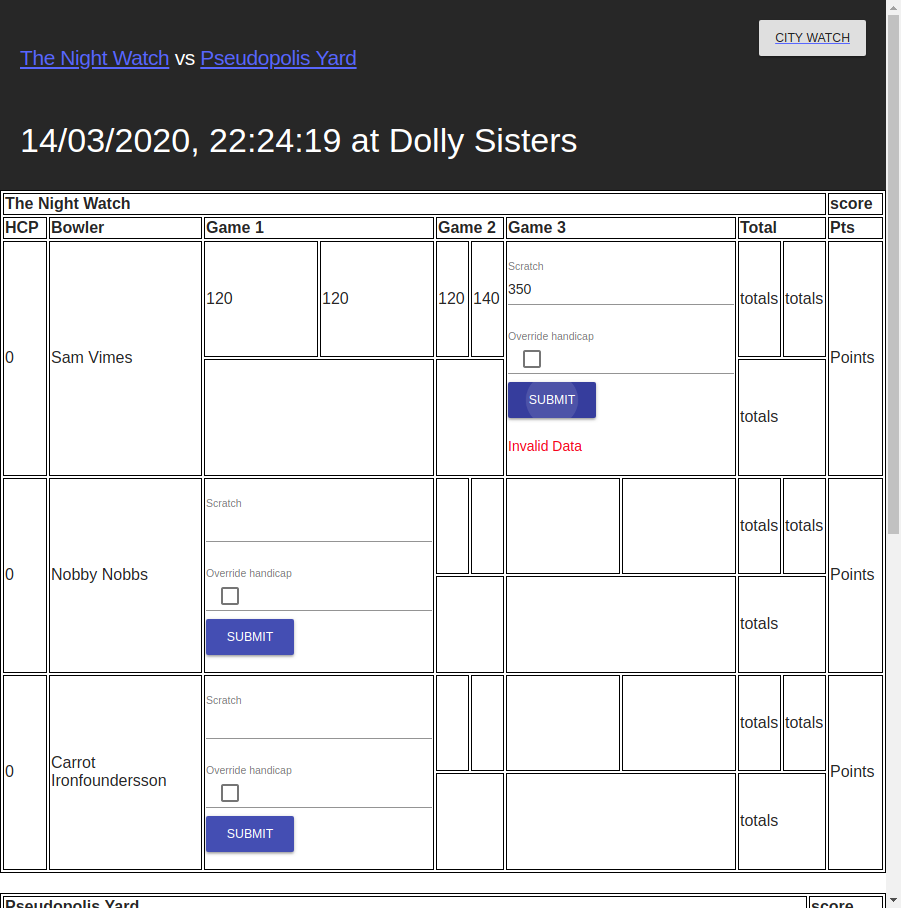 CITY WATCH
The Night Watch vs Pseudopolis Yard
14/03/2020, 22:24:19 at Dolly Sisters
The Night Watch score
HCP Bowler Game 1 Game 2 Game 3 Total Pts
Scratch
120 120 120 140 350 totals totals
Override handicap
0 Sam Vimes Points
SUBMIT
totals
Invalid Data
Scratch
totals totals
Override handicap
0 Nobby Nobbs Points
totals
SUBMIT
Scratch
totals totals
Override handicap
0 Carrot Points
Ironfoundersson
totals
SUBMIT
Pseudopolis Yard score